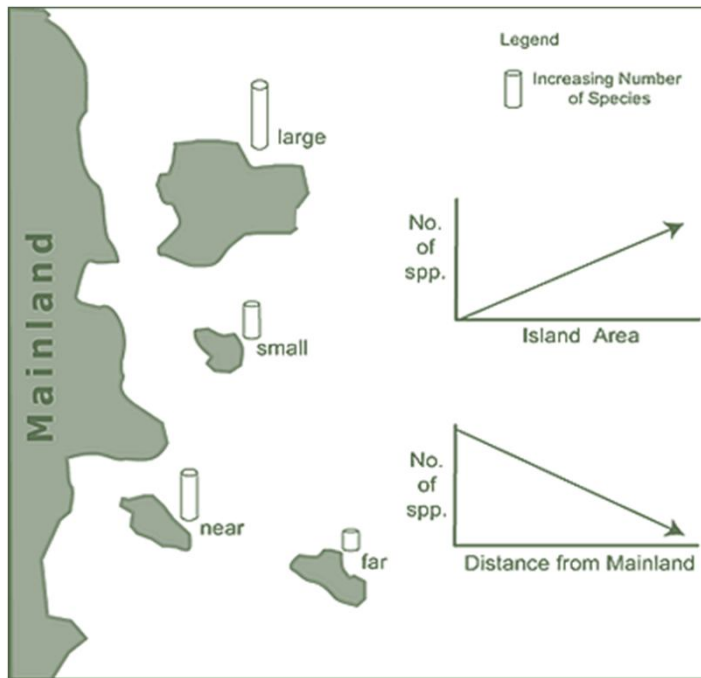 Mainland
Legend
Increasing Number
of Species
large
small
near
far
No.
of
spp.
Island Area
No.
of
spp.
Distance from Mainland